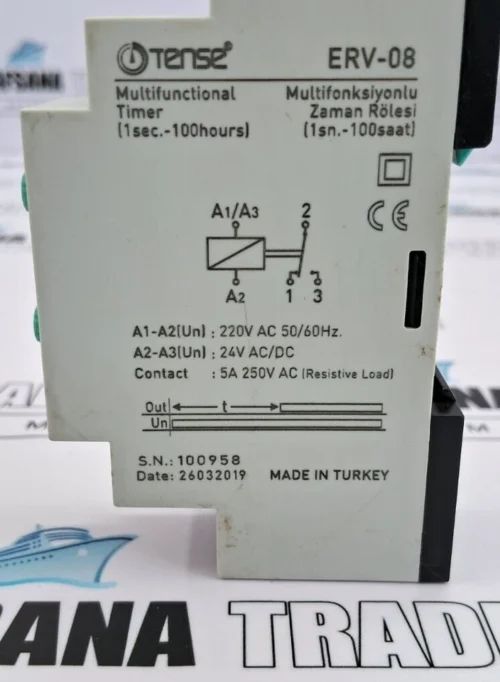 TENSE® ERV-08
Multifunctional Multifonksiyonlu
Timer Zaman Rölesi
(1sec.-100hours) (1sn.-100saat)
CE
A1/A3 2
A2 1 3
A1-A2(Un) : 220V AC 50/60Hz.
A2-A3(Un) : 24V AC/DC
Contact : 5A 250V AC (Resistive Load)
Out t
Un
S.N.: 100958
Date: 26032019 MADE IN TURKEY
TRAD